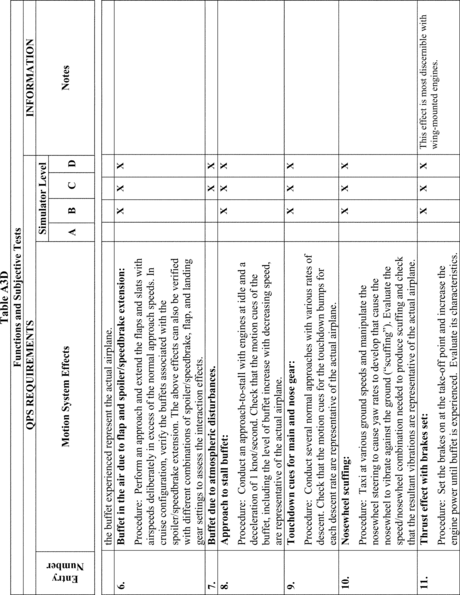 Table A3D
Functions and Subjective Tests
QPS REQUIREMENTS
INFORMATION
Entry Number
Motion System Effects
Simulator Level
Notes
A B C D
the buffet experienced represent the actual airplane.
6. Buffet in the air due to flap and spoiler/speedbrake extension: X X X
Procedure: Perform an approach and extend the flaps and slats with
airspeeds deliberately in excess of the normal approach speeds. In
cruise configuration, verify the buffets associated with the
spoiler/speedbrake extension. The above effects can also be verified
with different combinations of spoiler/speedbrake, flap, and landing
gear settings to assess the interaction effects.
7. Buffet due to atmospheric disturbances. X X
8. Approach to stall buffet: X X X
Procedure: Conduct an approach-to-stall with engines at idle and a
deceleration of 1 knot/second. Check that the motion cues of the
buffet, including the level of buffet increase with decreasing speed,
are representative of the actual airplane.
9. Touchdown cues for main and nose gear: X X X
Procedure: Conduct several normal approaches with various rates of
descent. Check that the motion cues for the touchdown bumps for
each descent rate are representative of the actual airplane.
10. Nosewheel scuffing: X X X
Procedure: Taxi at various ground speeds and manipulate the
nosewheel steering to cause yaw rates to develop that cause the
nosewheel to vibrate against the ground ("scuffing"). Evaluate the
speed/nosewheel combination needed to produce scuffing and check
that the resultant vibrations are representative of the actual airplane.
11. Thrust effect with brakes set: X X X This effect is most discernible with
wing-mounted engines.
Procedure: Set the brakes on at the take-off point and increase the
engine power until buffet is experienced. Evaluate its characteristics.